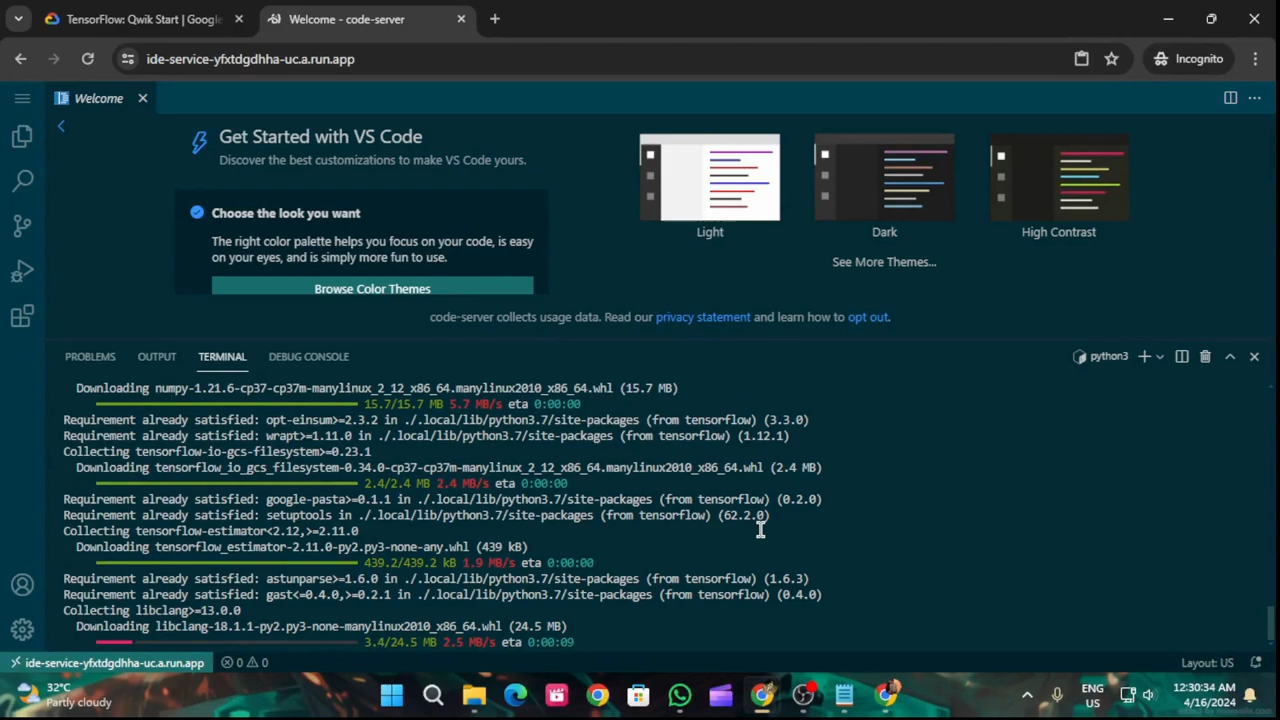 TensorFlow: Qwik Start | Google
Welcome - code-server
ide-service-yfxtdgdhha-uc.a.run.app
Incognito
Welcome
Get Started with VS Code
Discover the best customizations to make VS Code yours.
Choose the look you want
The right color palette helps you focus on your code, is easy
on your eyes, and is simply more fun to use.
Browse Color Themes
Light
Dark
High Contrast
See More Themes...
code-server collects usage data. Read our privacy statement and learn how to opt out.
PROBLEMS
OUTPUT
TERMINAL
DEBUG CONSOLE
python3
Downloading numpy-1.21.6-cp37-cp37m-manylinux_2_12_x86_64.manylinux2010_x86_64.whl (15.7 MB)
15.7/15.7 MB 5.7 MB/s eta 0:00:00
Requirement already satisfied: opt-einsum>=2.3.2 in ./.local/lib/python3.7/site-packages (from tensorflow) (3.3.0)
Requirement already satisfied: wrapt>=1.11.0 in ./.local/lib/python3.7/site-packages (from tensorflow) (1.12.1)
Collecting tensorflow-io-gcs-filesystem>=0.23.1
Downloading tensorflow_io_gcs_filesystem-0.34.0-cp37-cp37m-manylinux_2_12_x86_64.manylinux2010_x86_64.whl (2.4 MB)
2.4/2.4 MB 2.4 MB/s eta 0:00:00
Requirement already satisfied: google-pasta>=0.1.1 in ./.local/lib/python3.7/site-packages (from tensorflow) (0.2.0)
Requirement already satisfied: setuptools in ./.local/lib/python3.7/site-packages (from tensorflow) (62.2.0)
Collecting tensorflow-estimator<2.12,>=2.11.0
Downloading tensorflow_estimator-2.11.0-py2.py3-none-any.whl (439 kB)
439.2/439.2 kB 1.9 MB/s eta 0:00:00
Requirement already satisfied: astunparse>=1.6.0 in ./.local/lib/python3.7/site-packages (from tensorflow) (1.6.3)
Requirement already satisfied: gast<=0.4.0,>=0.2.1 in ./.local/lib/python3.7/site-packages (from tensorflow) (0.4.0)
Collecting libclang>=13.0.0
Downloading libclang-18.1.1-py2.py3-none-manylinux2010_x86_64.whl (24.5 MB)
3.4/24.5 MB 2.5 MB/s eta 0:00:09
ide-service-yfxtdgdhha-uc.a.run.app
0
0
Layout: US
32°C
Partly cloudy
ENG
US
12:30:34 AM
4/16/2024